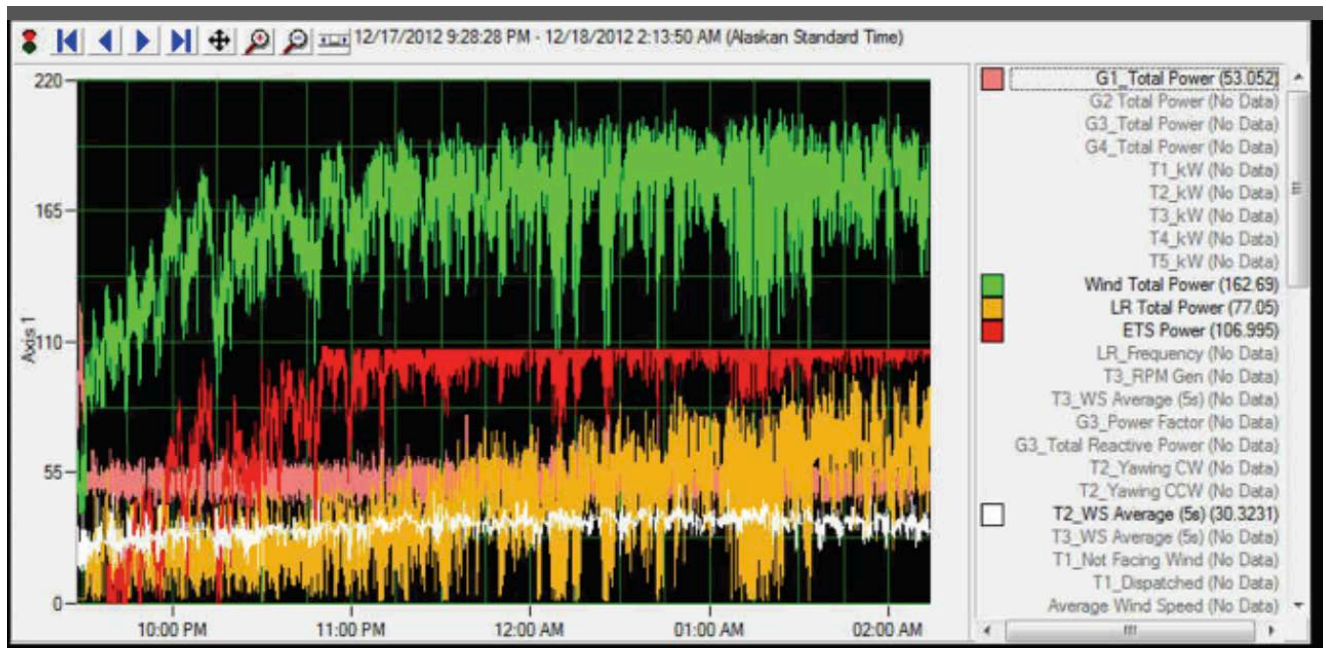 12/17/2012 9:28:28 PM - 12/18/2012 2:13:50 AM (Alaskan Standard Time)
220
165
110
55
0
Axis 1
10:00 PM 11:00 PM 12:00 AM 01:00 AM 02:00 AM
G1_Total Power (53.052)
G2 Total Power (No Data)
G3_Total Power (No Data)
G4_Total Power (No Data)
T1_kW (No Data)
T2_kW (No Data)
T3_kW (No Data)
T4_kW (No Data)
T5_kW (No Data)
Wind Total Power (162.69)
LR Total Power (77.05)
ETS Power (106.995)
LR_Frequency (No Data)
T3_RPM Gen (No Data)
T3_WS Average (5s) (No Data)
G3_Power Factor (No Data)
G3_Total Reactive Power (No Data)
T2_Yawing CW (No Data)
T2_Yawing CCW (No Data)
T2_WS Average (5s) (30.3231)
T3_WS Average (5s) (No Data)
T1_Not Facing Wind (No Data)
T1_Dispatched (No Data)
Average Wind Speed (No Data)